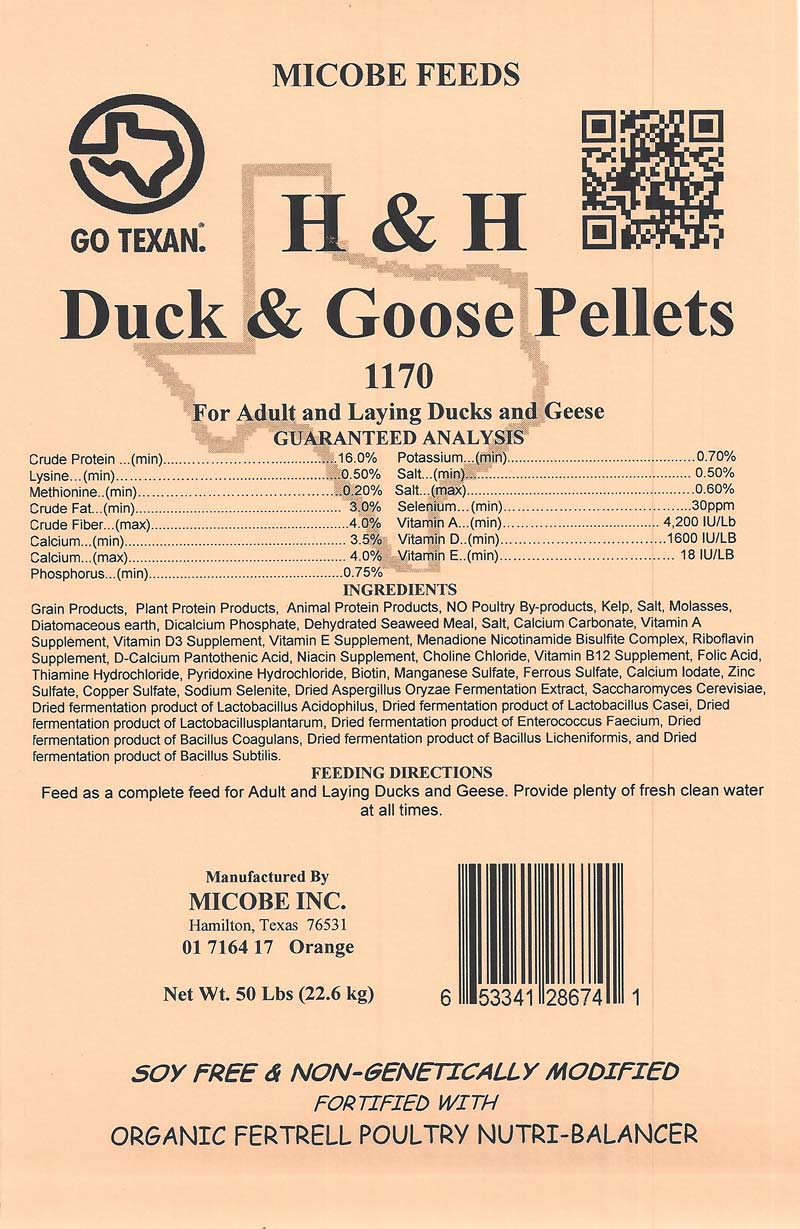 MICOBE FEEDS
GO TEXAN.®
H & H
Duck & Goose Pellets
1170
For Adult and Laying Ducks and Geese
GUARANTEED ANALYSIS
Crude Protein ...(min)..................................16.0%
Lysine...(min).............................................0.50%
Methionine..(min)........................................0.20%
Crude Fat...(min)......................................... 3.0%
Crude Fiber...(max)......................................4.0%
Calcium...(min)........................................... 3.5%
Calcium...(max).......................................... 4.0%
Phosphorus...(min)......................................0.75%
Potassium...(min).....................................0.70%
Salt...(min)............................................. 0.50%
Salt...(max).............................................0.60%
Selenium...(min)......................................30ppm
Vitamin A...(min)................................ 4,200 IU/Lb
Vitamin D..(min)..................................1600 IU/LB
Vitamin E..(min)................................... 18 IU/LB
INGREDIENTS
Grain Products, Plant Protein Products, Animal Protein Products, NO Poultry By-products, Kelp, Salt, Molasses,
Diatomaceous earth, Dicalcium Phosphate, Dehydrated Seaweed Meal, Salt, Calcium Carbonate, Vitamin A
Supplement, Vitamin D3 Supplement, Vitamin E Supplement, Menadione Nicotinamide Bisulfite Complex, Riboflavin
Supplement, D-Calcium Pantothenic Acid, Niacin Supplement, Choline Chloride, Vitamin B12 Supplement, Folic Acid,
Thiamine Hydrochloride, Pyridoxine Hydrochloride, Biotin, Manganese Sulfate, Ferrous Sulfate, Calcium Iodate, Zinc
Sulfate, Copper Sulfate, Sodium Selenite, Dried Aspergillus Oryzae Fermentation Extract, Saccharomyces Cerevisiae,
Dried fermentation product of Lactobacillus Acidophilus, Dried fermentation product of Lactobacillus Casei, Dried
fermentation product of Lactobacillusplantarum, Dried fermentation product of Enterococcus Faecium, Dried
fermentation product of Bacillus Coagulans, Dried fermentation product of Bacillus Licheniformis, and Dried
fermentation product of Bacillus Subtilis.
FEEDING DIRECTIONS
Feed as a complete feed for Adult and Laying Ducks and Geese. Provide plenty of fresh clean water
at all times.
Manufactured By
MICOBE INC.
Hamilton, Texas 76531
01 7164 17 Orange
Net Wt. 50 Lbs (22.6 kg)
6 53341 28674 1
SOY FREE & NON-GENETICALLY MODIFIED
FORTIFIED WITH
ORGANIC FERTRELL POULTRY NUTRI-BALANCER